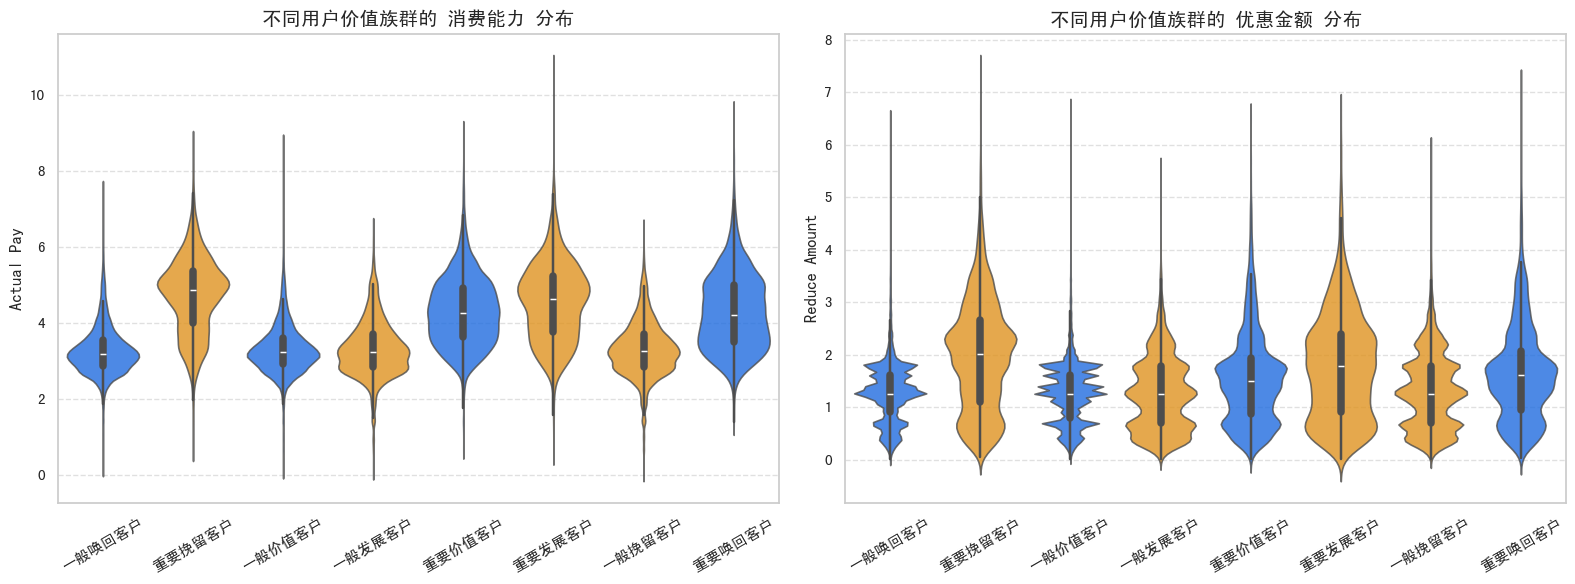 不同用户价值族群的 消费能力 分布
Actual Pay
10
8
6
4
2
0
一般唤回客户
重要挽留客户
一般价值客户
一般发展客户
重要价值客户
重要发展客户
一般挽留客户
重要唤回客户
不同用户价值族群的 优惠金额 分布
Reduce Amount
8
7
6
5
4
3
2
1
0
一般唤回客户
重要挽留客户
一般价值客户
一般发展客户
重要价值客户
重要发展客户
一般挽留客户
重要唤回客户